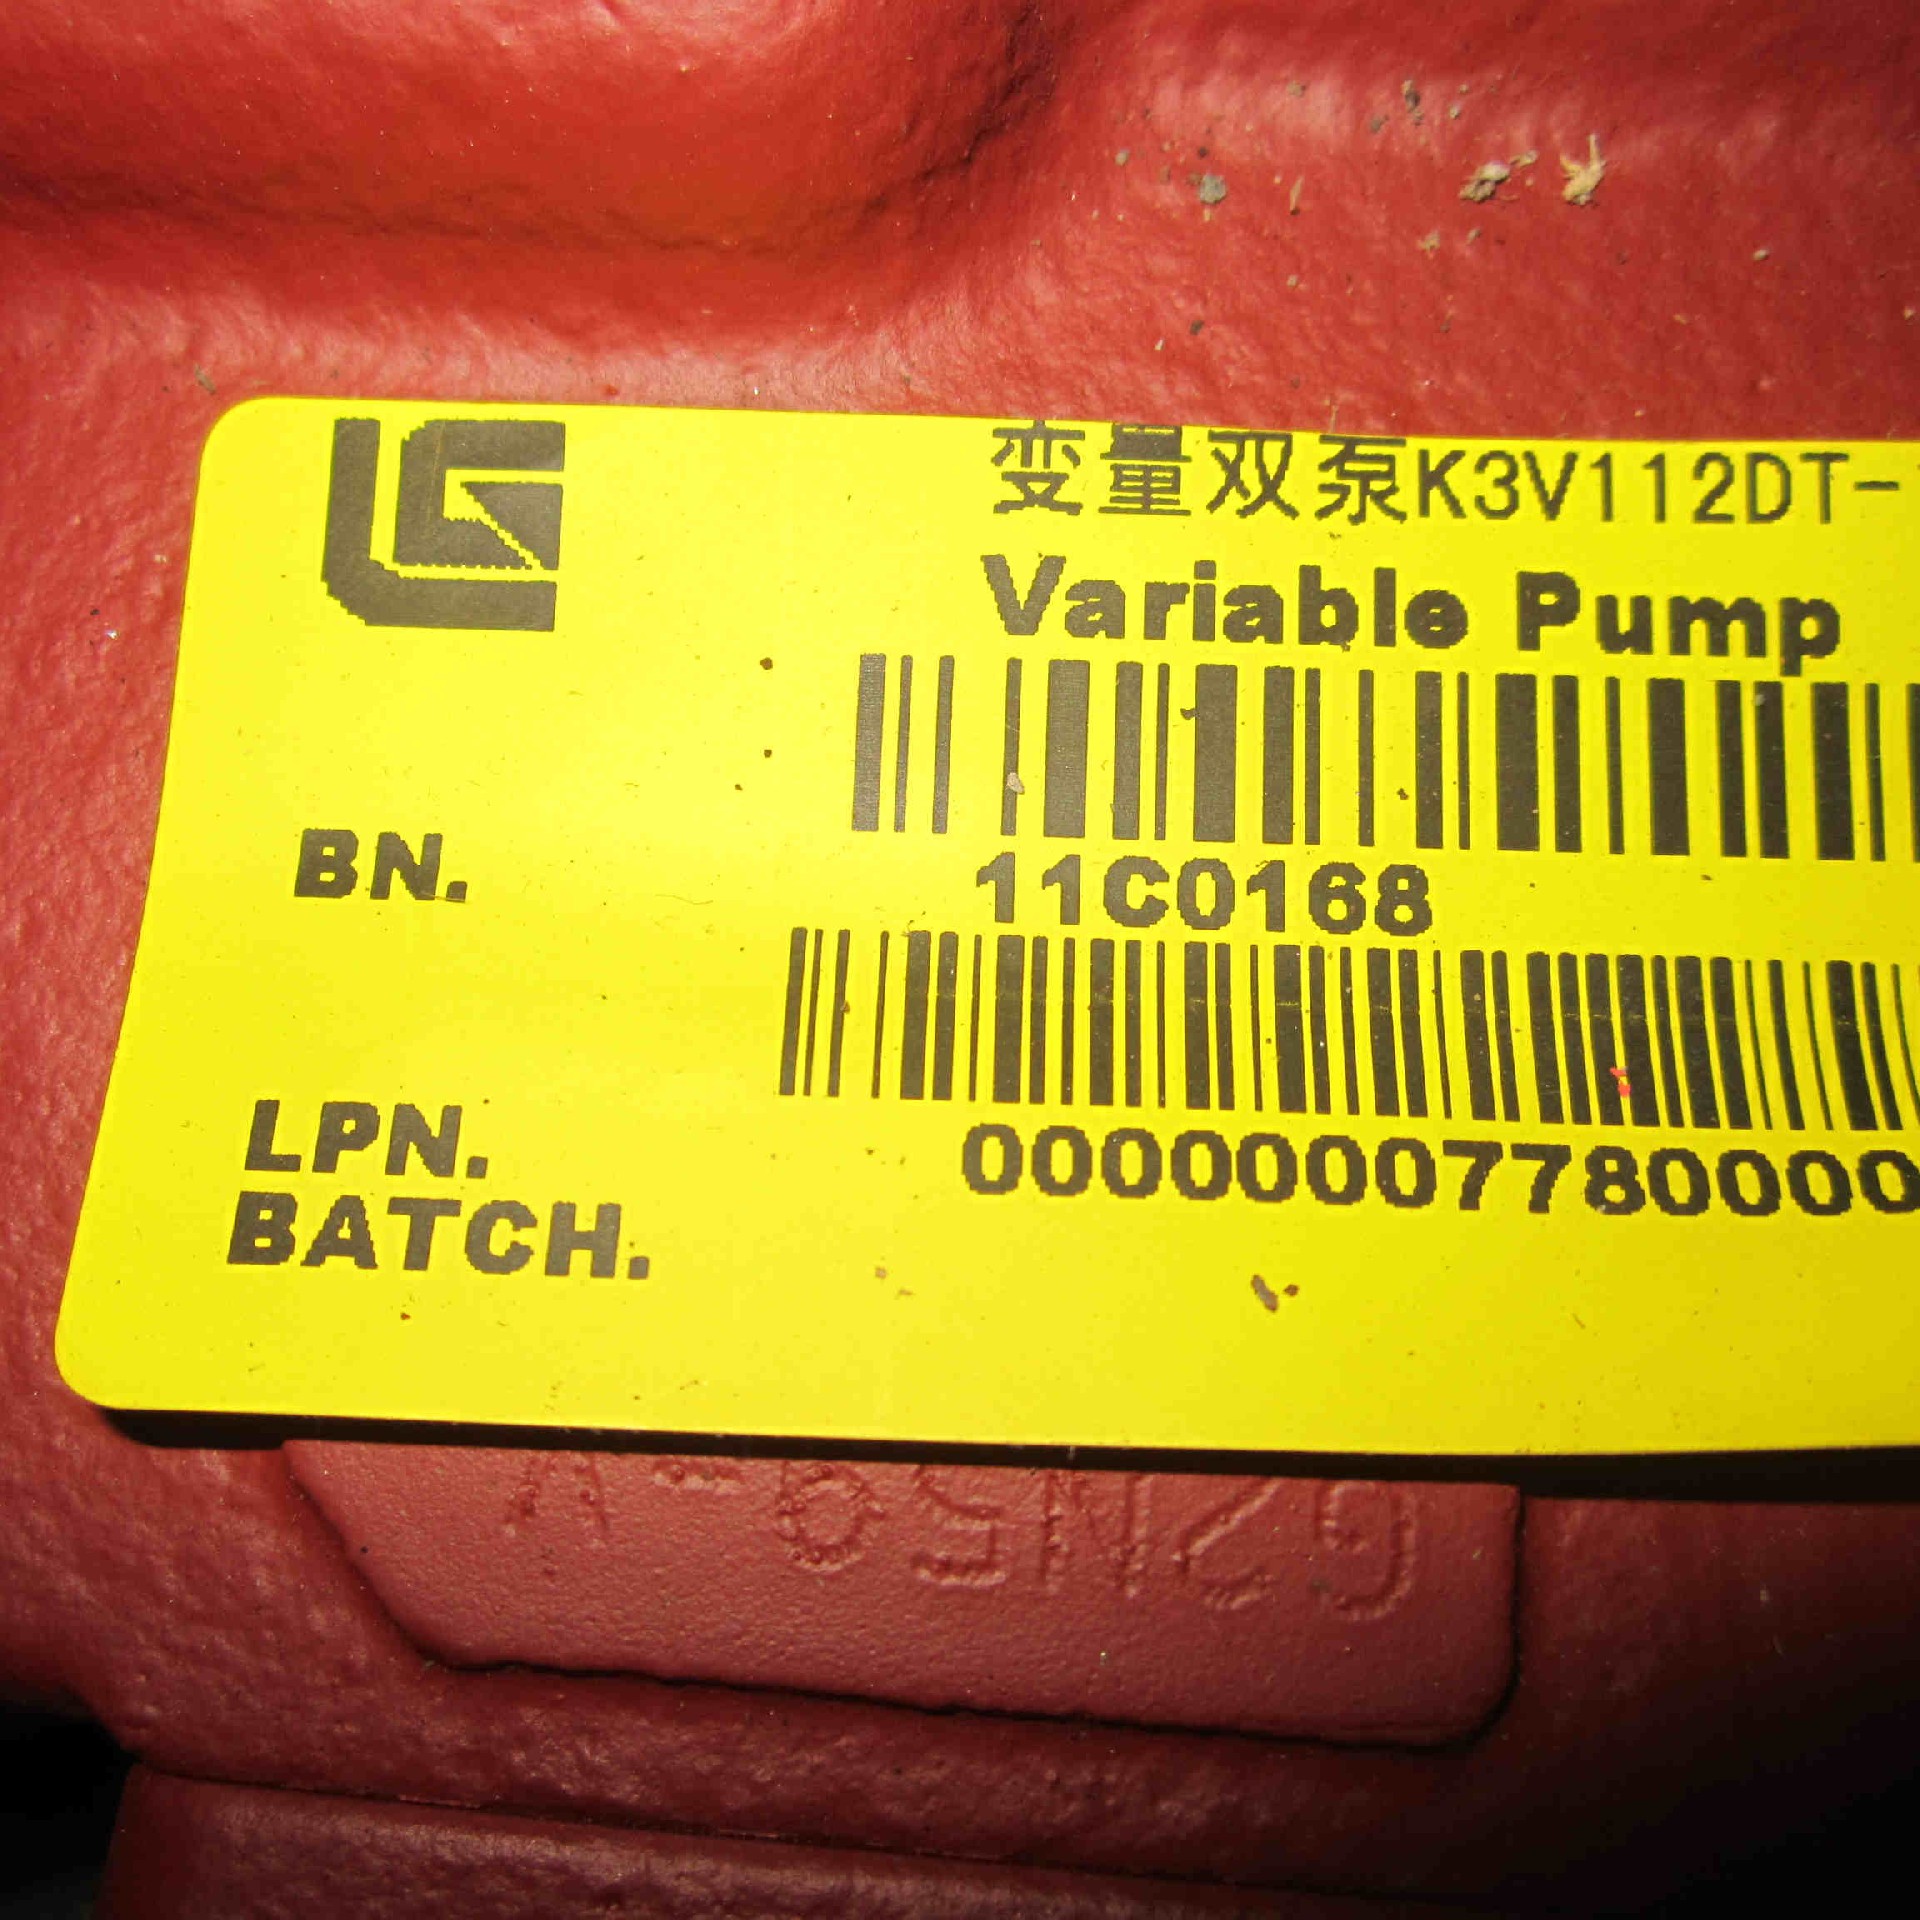 LG
变量双泵K3V112DT-
Variable Pump
BN.
11C0168
LPN.
00000007780000
BATCH.